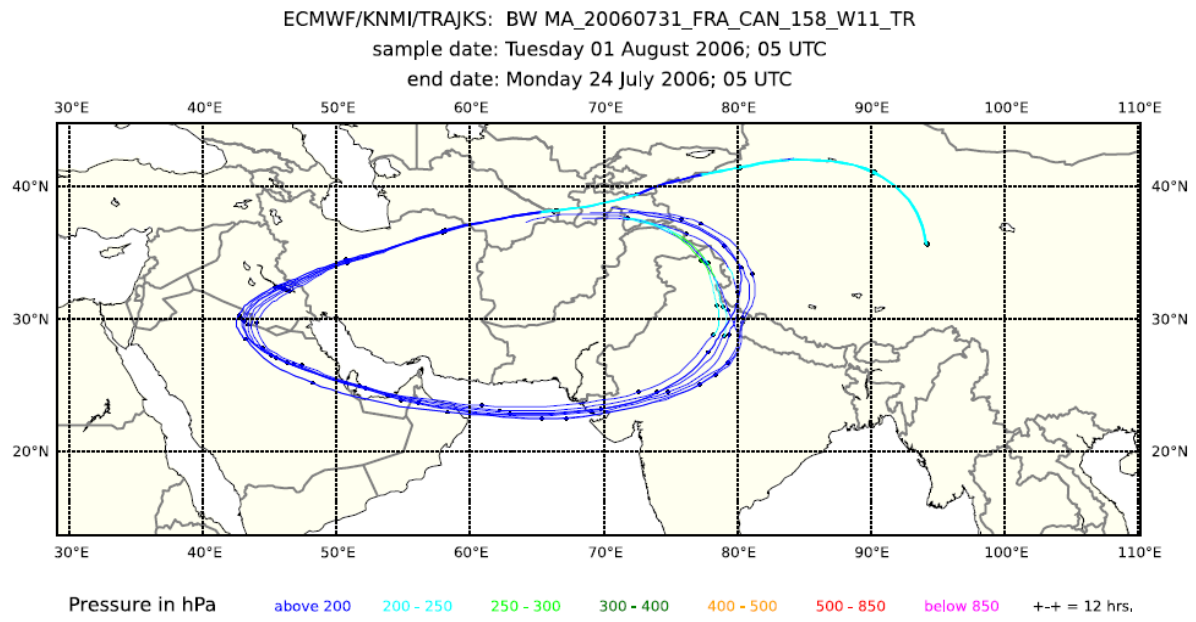 ECMWF/KNMI/TRAJKS:  BW MA_20060731_FRA_CAN_158_W11_TR
sample date: Tuesday 01 August 2006; 05 UTC
end date: Monday 24 July 2006; 05 UTC
30°E 40°E 50°E 60°E 70°E 80°E 90°E 100°E 110°E
40°N 40°N
30°N 30°N
20°N 20°N
30°E 40°E 50°E 60°E 70°E 80°E 90°E 100°E 110°E
Pressure in hPa above 200 200 - 250 250 - 300 300 - 400 400 - 500 500 - 850 below 850 +-+ = 12 hrs.